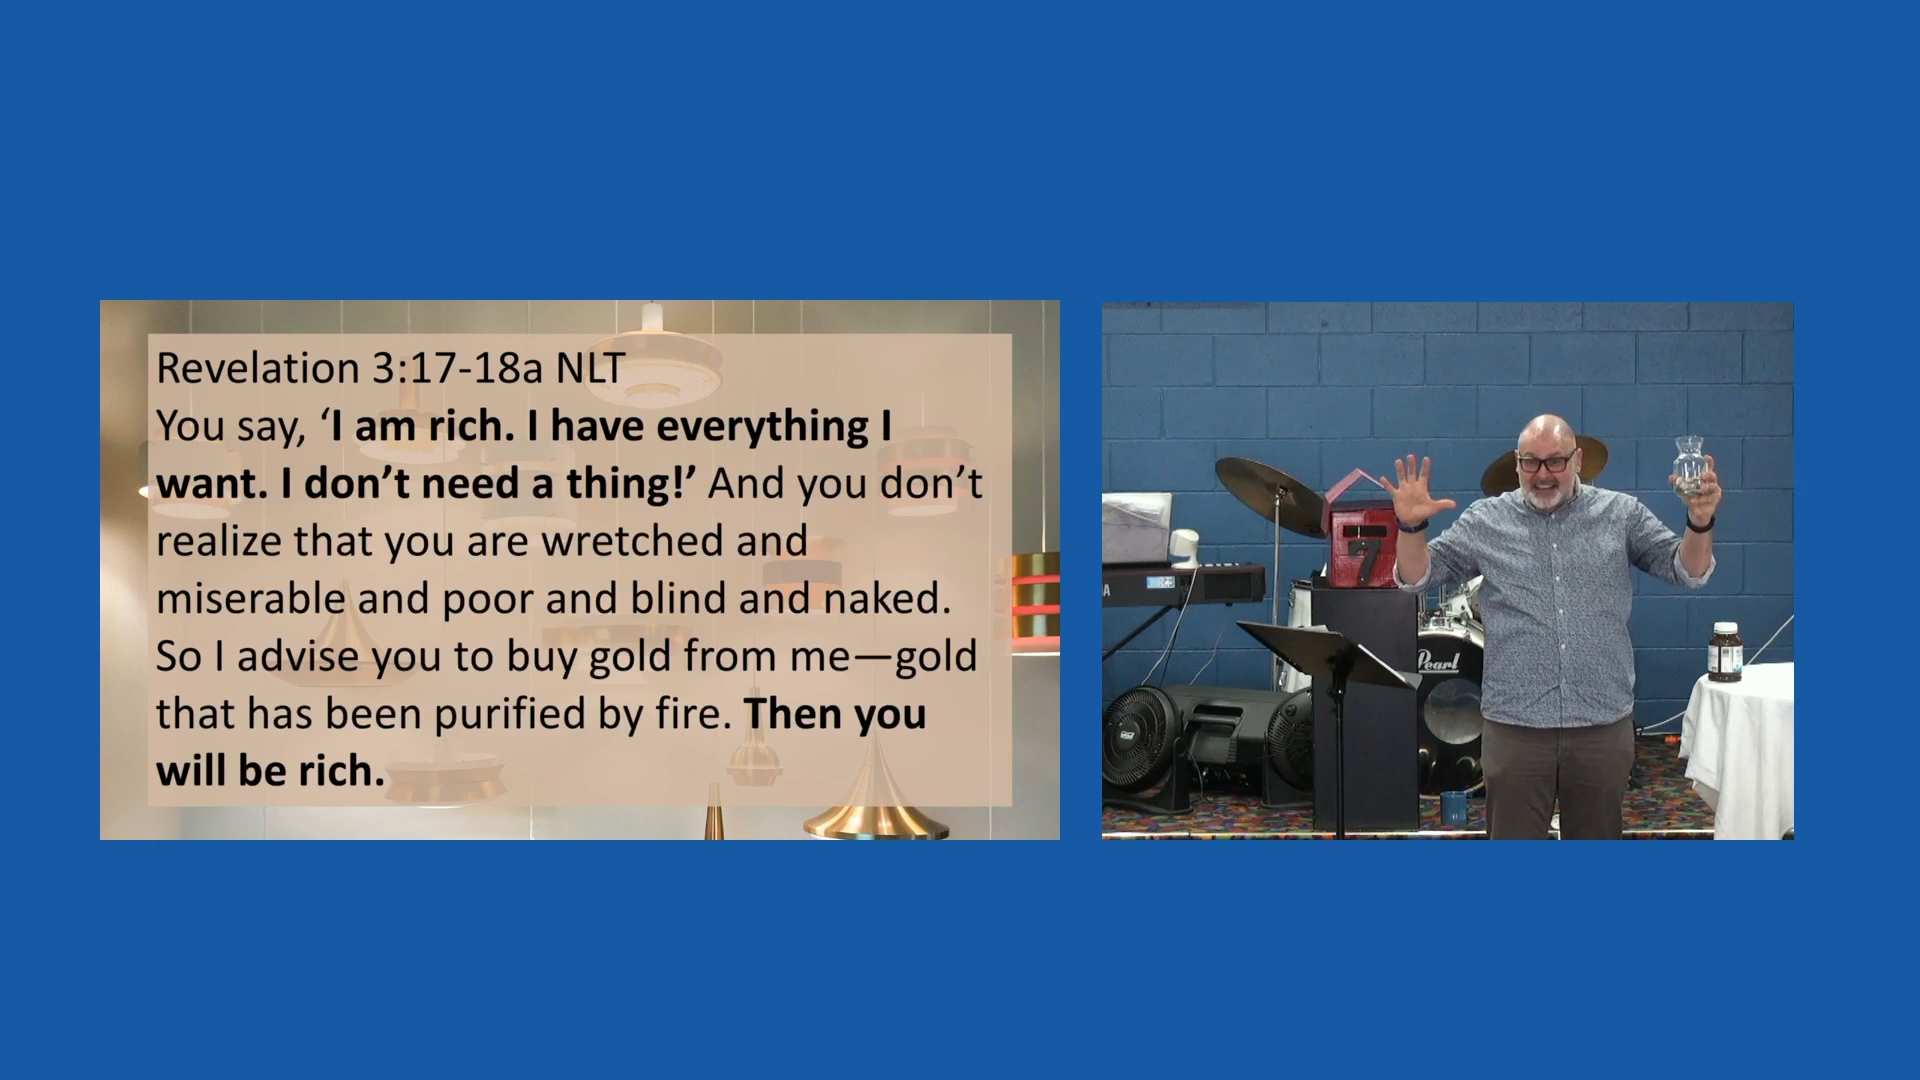 Revelation 3:17-18a NLT
You say, ‘I am rich. I have everything I
want. I don’t need a thing!’ And you don’t
realize that you are wretched and
miserable and poor and blind and naked.
So I advise you to buy gold from me—gold
that has been purified by fire. Then you
will be rich.
7
Pearl